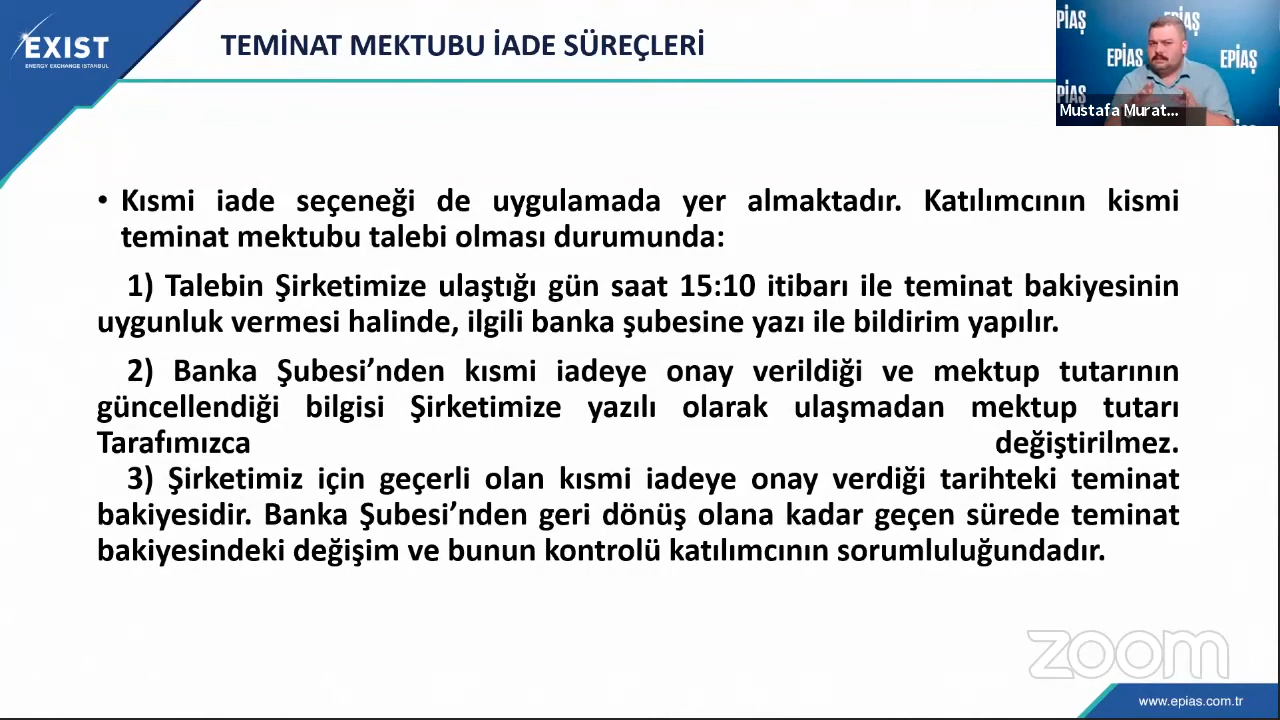 EXIST
ENERGY EXCHANGE ISTANBUL
TEMİNAT MEKTUBU İADE SÜREÇLERİ
EPİAŞ
EPİAŞ
EPİAŞ
EPİAŞ
EPİAŞ
Mustafa Murat...
• Kısmi iade seçeneği de uygulamada yer almaktadır. Katılımcının kismi
teminat mektubu talebi olması durumunda:
1) Talebin Şirketimize ulaştığı gün saat 15:10 itibarı ile teminat bakiyesinin
uygunluk vermesi halinde, ilgili banka şubesine yazı ile bildirim yapılır.
2) Banka Şubesi’nden kısmi iadeye onay verildiği ve mektup tutarının
güncellendiği bilgisi Şirketimize yazılı olarak ulaşmadan mektup tutarı
Tarafımızca değiştirilmez.
3) Şirketimiz için geçerli olan kısmi iadeye onay verdiği tarihteki teminat
bakiyesidir. Banka Şubesi’nden geri dönüş olana kadar geçen sürede teminat
bakiyesindeki değişim ve bunun kontrolü katılımcının sorumluluğundadır.
zoom
www.epias.com.tr